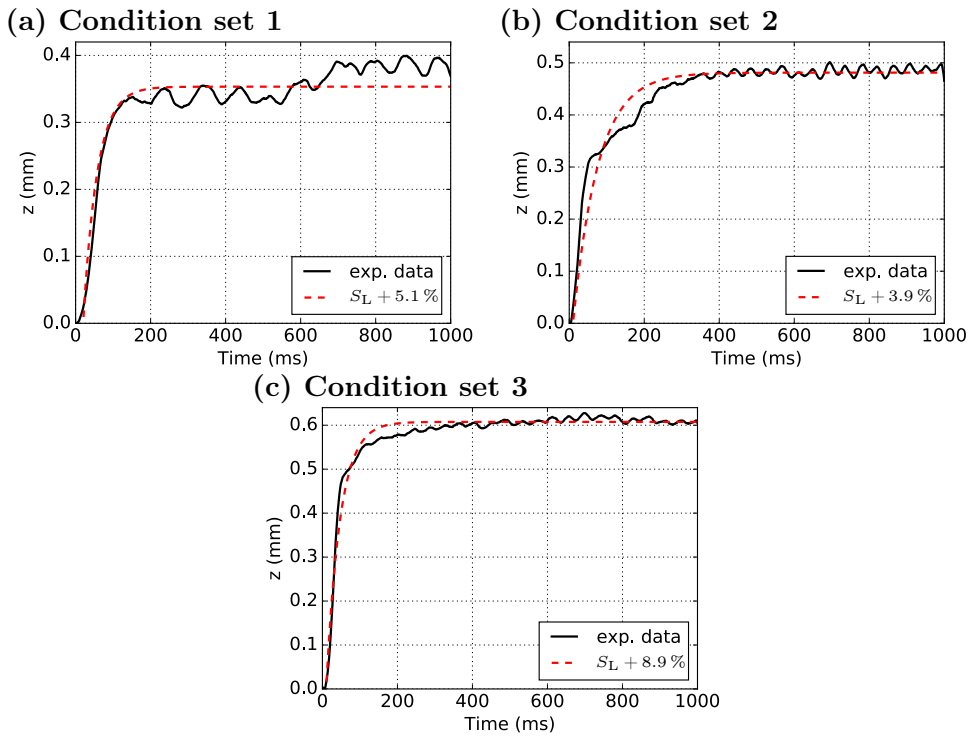 (a) Condition set 1
0.4
0.3
0.2
0.1
0.0
z (mm)
0 200 400 600 800 1000
Time (ms)
exp. data
S_L + 5.1 %
(b) Condition set 2
0.5
0.4
0.3
0.2
0.1
0.0
z (mm)
0 200 400 600 800 1000
Time (ms)
exp. data
S_L + 3.9 %
(c) Condition set 3
0.6
0.5
0.4
0.3
0.2
0.1
0.0
z (mm)
0 200 400 600 800 1000
Time (ms)
exp. data
S_L + 8.9 %